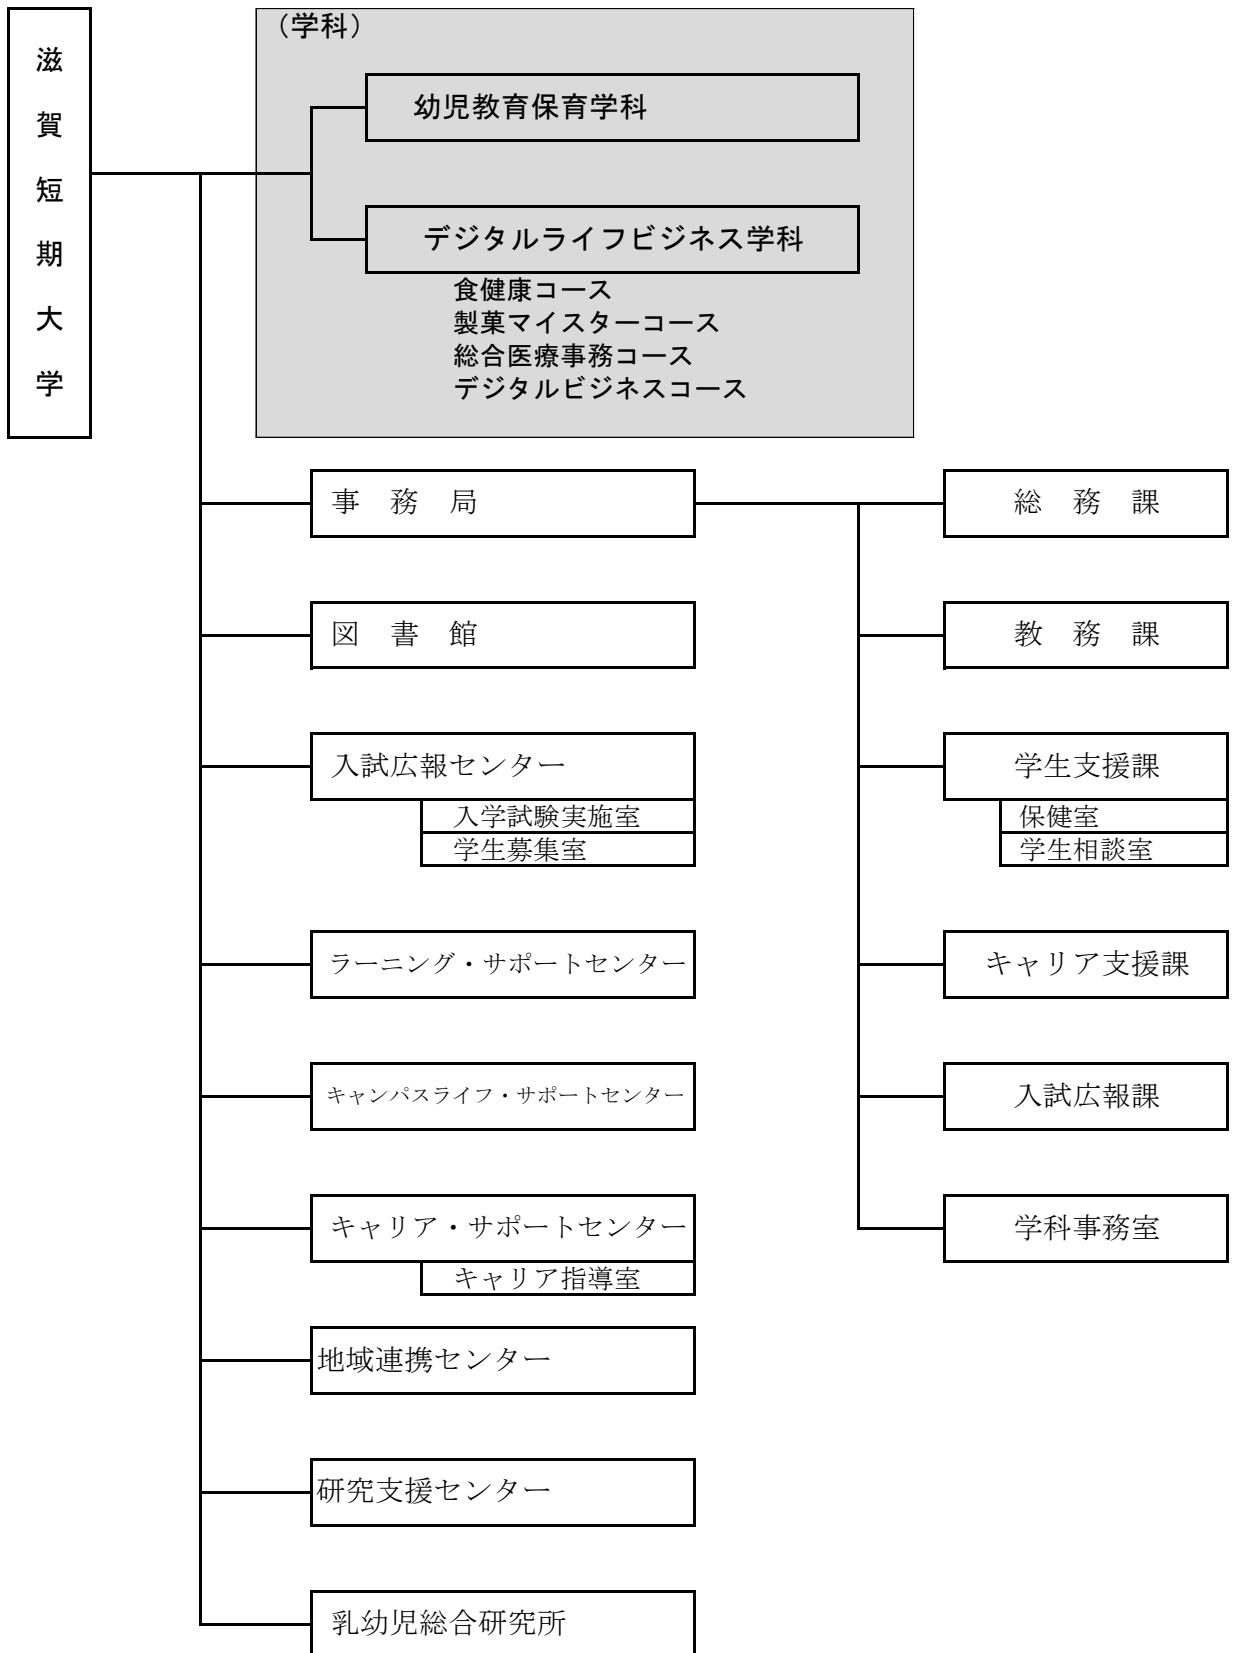 滋賀短期大学
（学科）
幼児教育保育学科
デジタルライフビジネス学科
食健康コース
製菓マイスターコース
総合医療事務コース
デジタルビジネスコース
事　務　局
総　務　課
図　書　館
教　務　課
入試広報センター
入学試験実施室
学生募集室
学生支援課
保健室
学生相談室
ラーニング・サポートセンター
キャリア支援課
キャンパスライフ・サポートセンター
入試広報課
キャリア・サポートセンター
キャリア指導室
学科事務室
地域連携センター
研究支援センター
乳幼児総合研究所